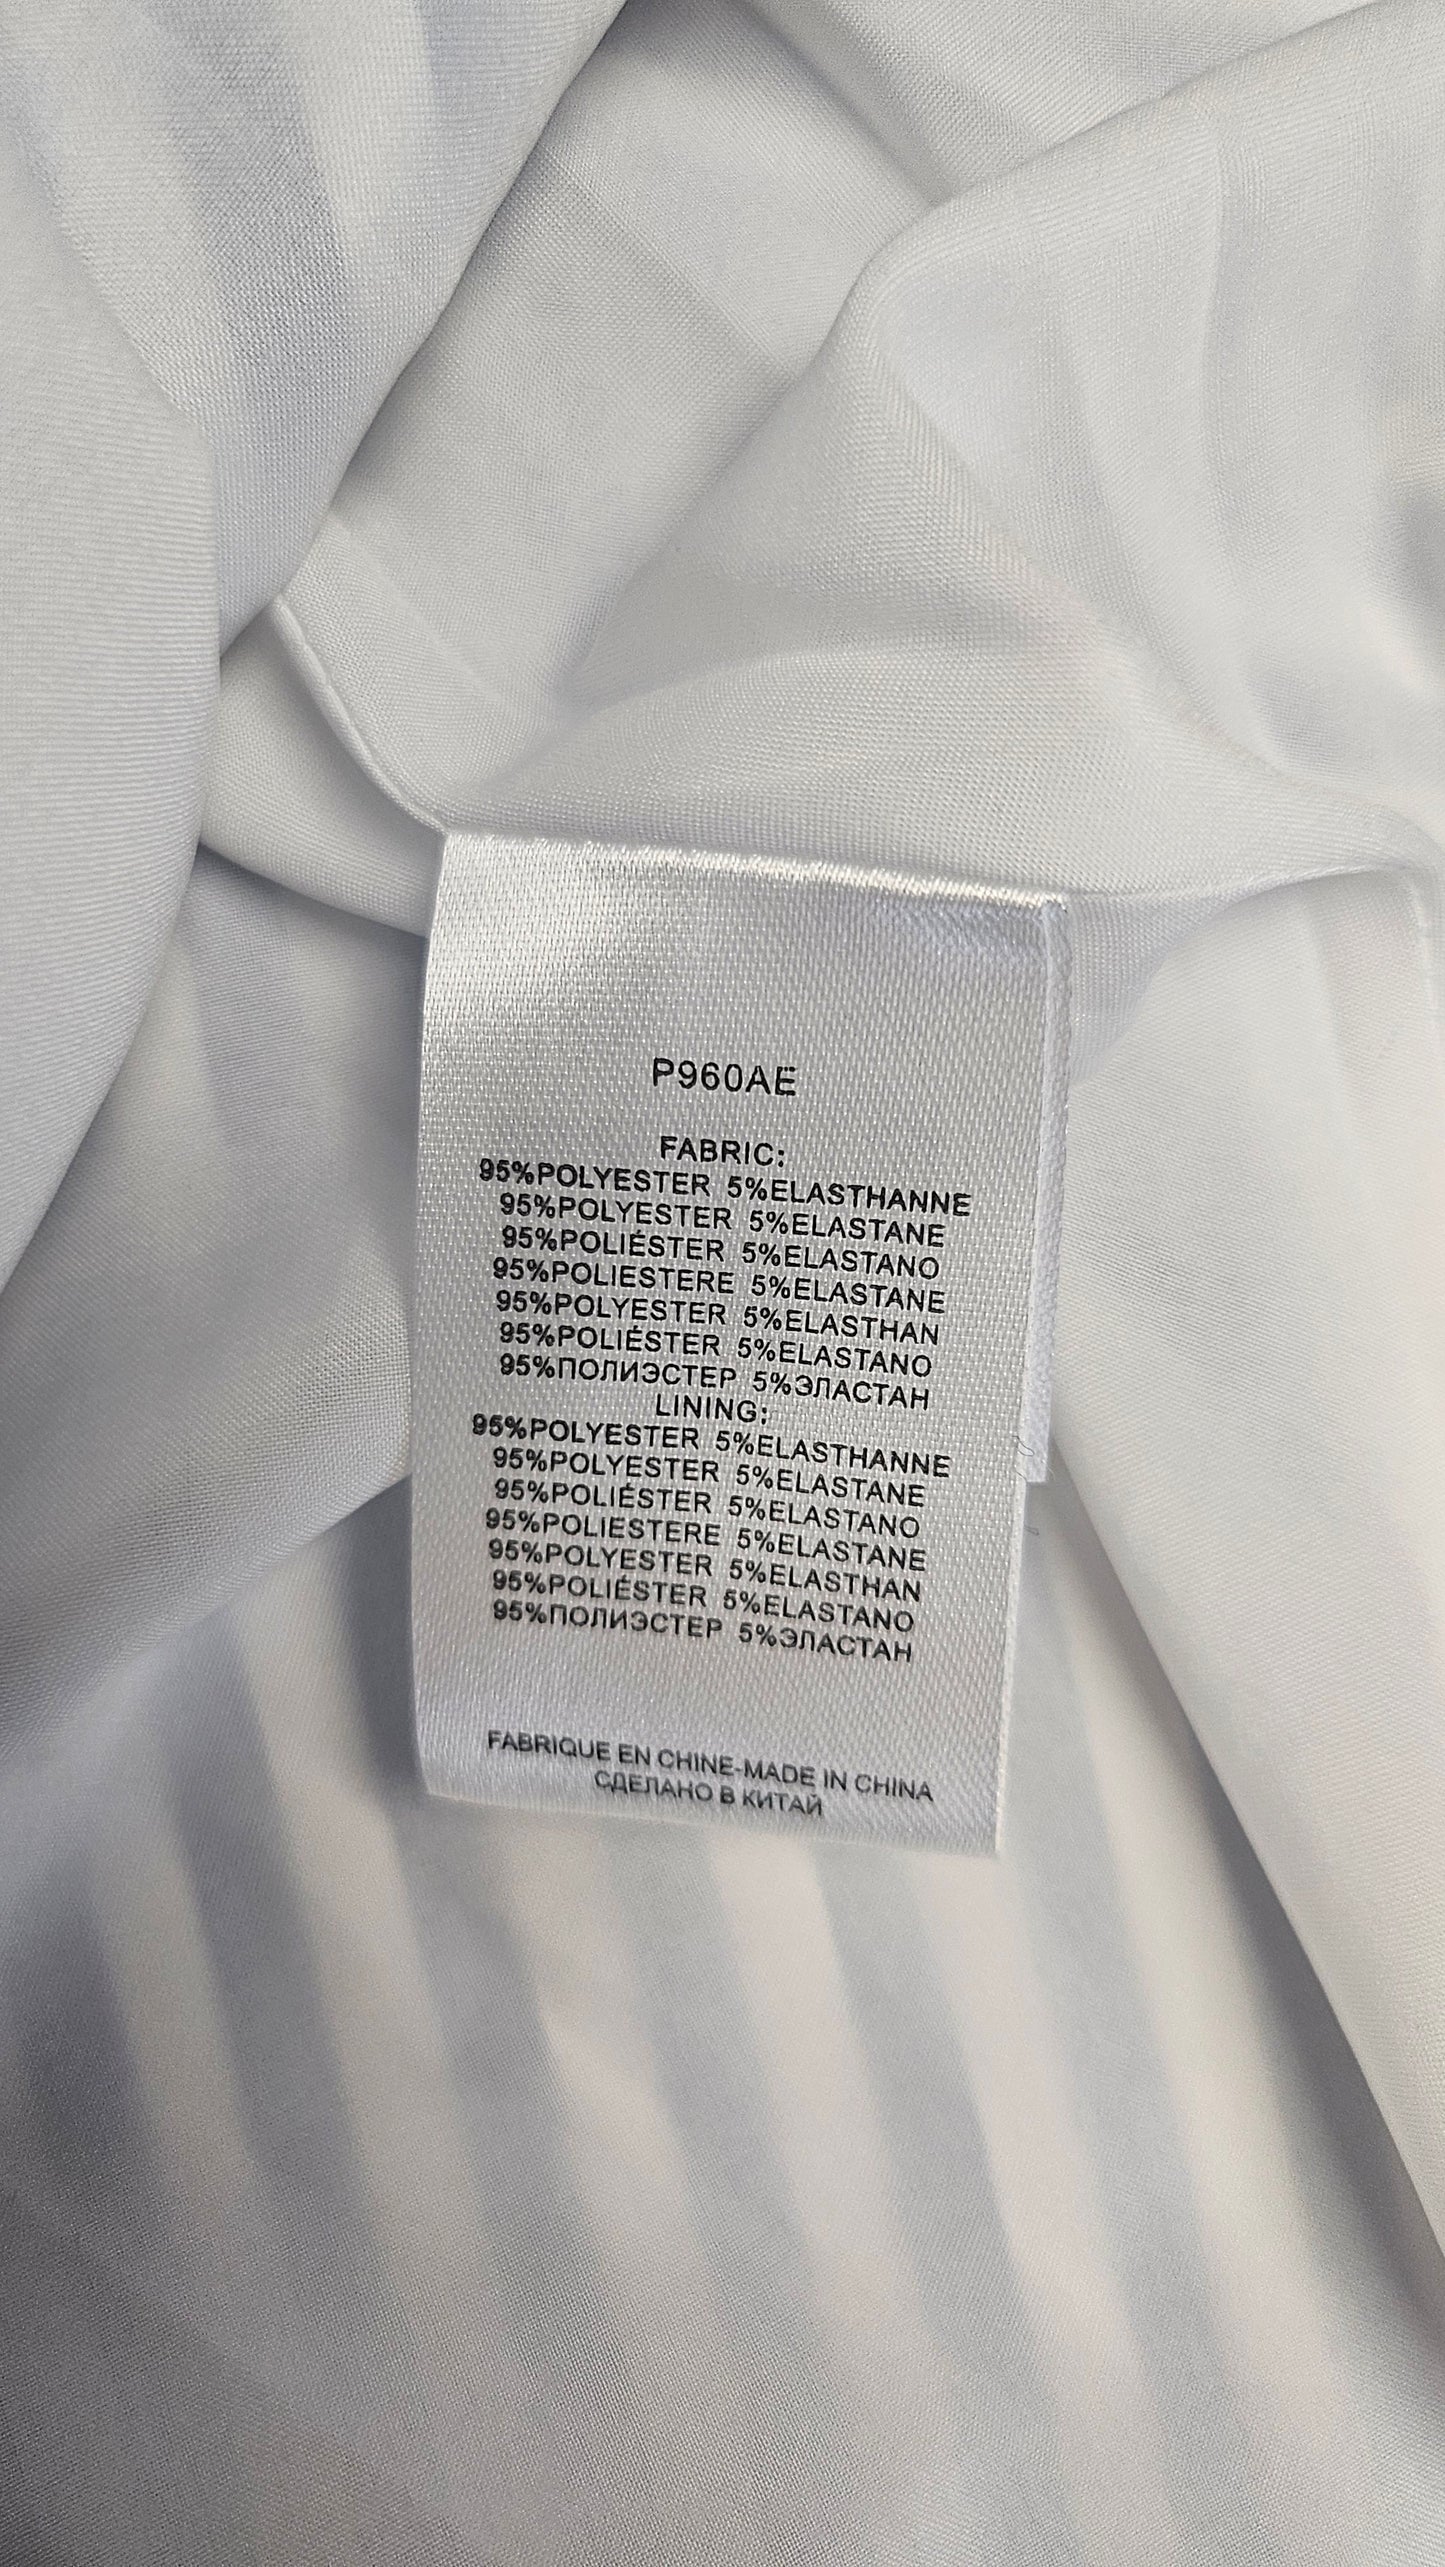 P960AË
FABRIC:
95%POLYESTER 5%ELASTHANNE
95%POLYESTER 5%ELASTANE
95%POLIÉSTER 5%ELASTANO
95%POLIESTERE 5%ELASTANE
95%POLYESTER 5%ELASTHAN
95%POLIÉSTER 5%ELASTANO
95%ПОЛИЭСТЕР 5%ЭЛАСТАН
LINING:
95%POLYESTER 5%ELASTHANNE
95%POLYESTER 5%ELASTANE
95%POLIÉSTER 5%ELASTANO
95%POLIESTERE 5%ELASTANE
95%POLYESTER 5%ELASTHAN
95%POLIÉSTER 5%ELASTANO
95%ПОЛИЭСТЕР 5%ЭЛАСТАН
FABRIQUE EN CHINE-MADE IN CHINA
СДЕЛАНО В КИТАЙ